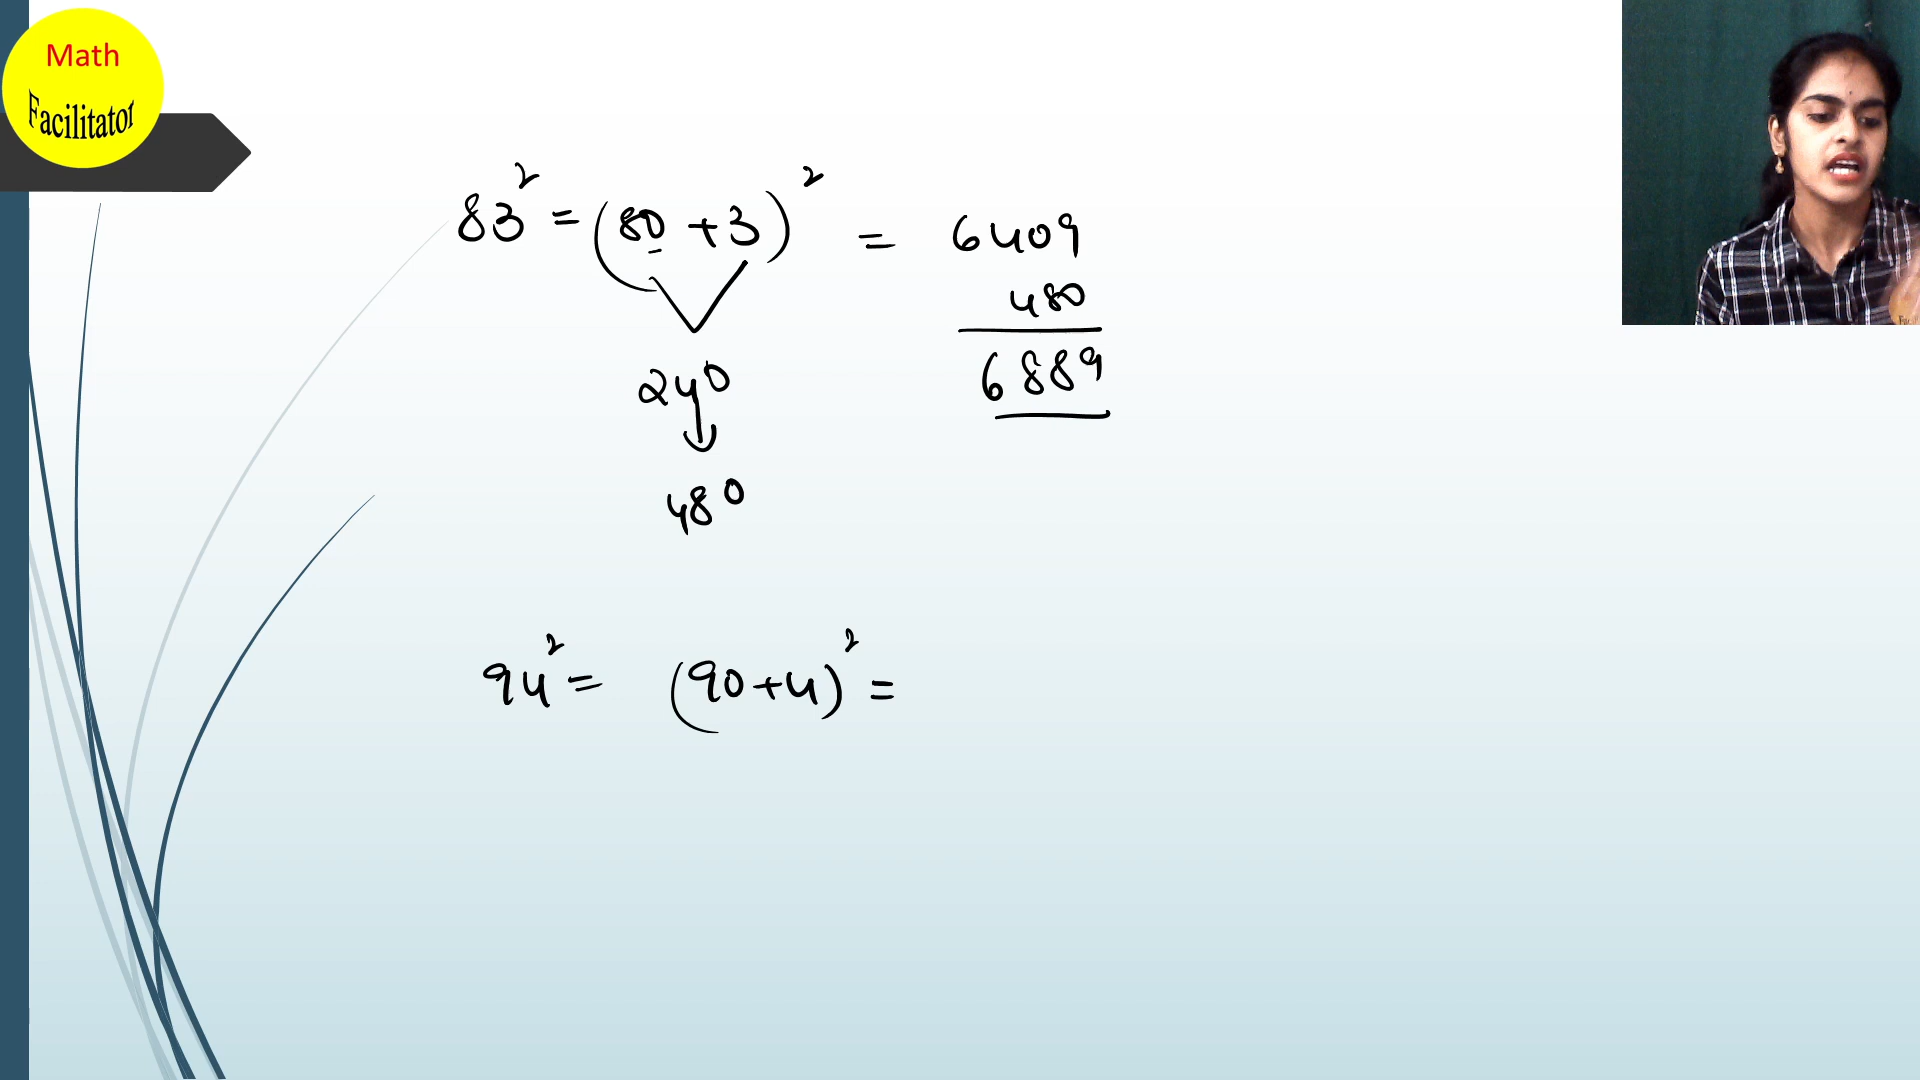 Math
Facilitator
83² = (80 + 3)² = 6409
480
6889
240
480
94² = (90+4)² =